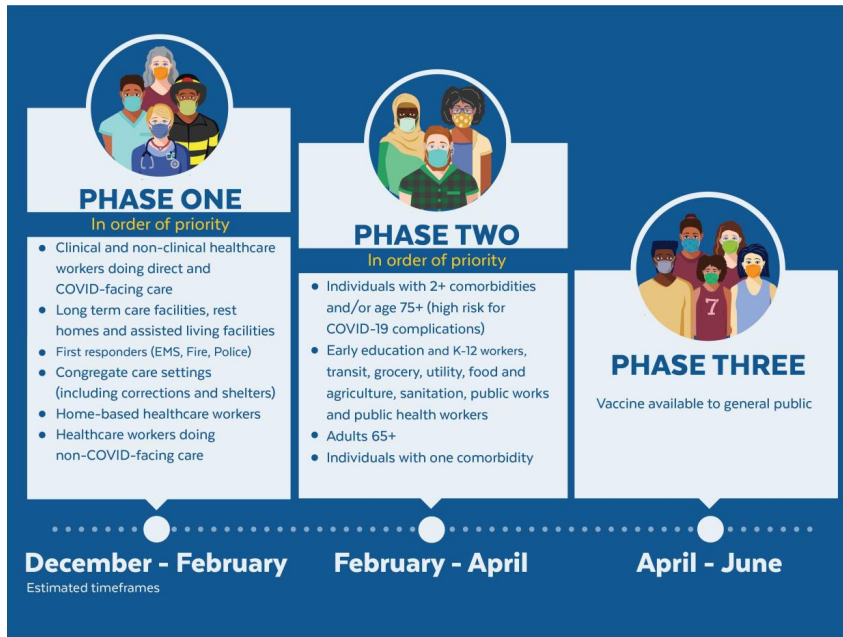 PHASE ONE
In order of priority
• Clinical and non-clinical healthcare
workers doing direct and
COVID-facing care
• Long term care facilities, rest
homes and assisted living facilities
• First responders (EMS, Fire, Police)
• Congregate care settings
(including corrections and shelters)
• Home-based healthcare workers
• Healthcare workers doing
non-COVID-facing care
December - February
Estimated timeframes
PHASE TWO
In order of priority
• Individuals with 2+ comorbidities
and/or age 75+ (high risk for
COVID-19 complications)
• Early education and K-12 workers,
transit, grocery, utility, food and
agriculture, sanitation, public works
and public health workers
• Adults 65+
• Individuals with one comorbidity
February - April
7
PHASE THREE
Vaccine available to general public
April - June